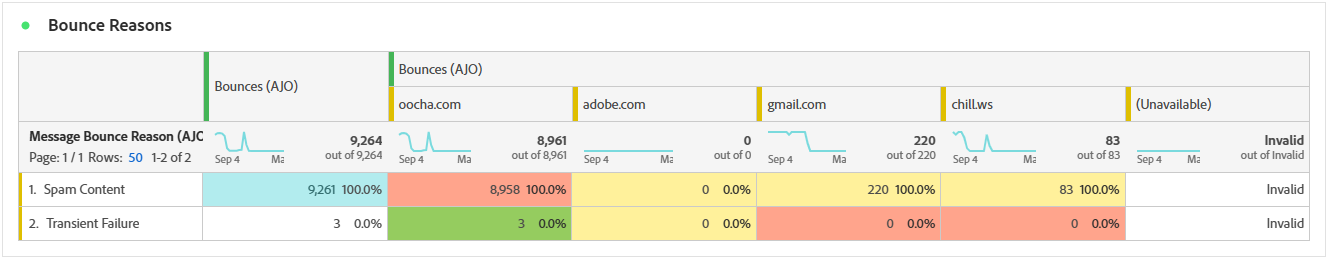 Bounce Reasons
Bounces (AJO)
Bounces (AJO)
oocha.com adobe.com gmail.com chill.ws (Unavailable)
Message Bounce Reason (AJC
Page: 1 / 1 Rows: 50 1-2 of 2
Sep 4 Ma 9,264 out of 9,264
Sep 4 Ma 8,961 out of 8,961
Sep 4 Ma 0 out of 0
Sep 4 Ma 220 out of 220
Sep 4 Ma 83 out of 83
Sep 4 Ma Invalid out of Invalid
1. Spam Content 9,261 100.0% 8,958 100.0% 0 0.0% 220 100.0% 83 100.0% Invalid
2. Transient Failure 3 0.0% 3 0.0% 0 0.0% 0 0.0% 0 0.0% Invalid